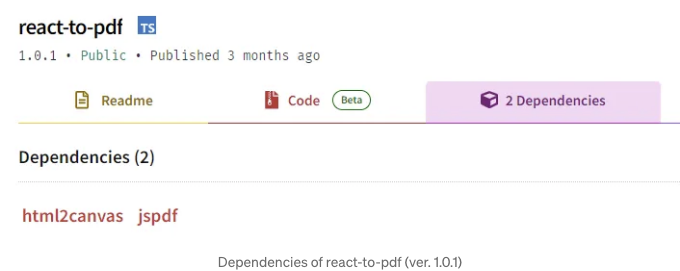 react-to-pdf TS
1.0.1 • Public • Published 3 months ago
Readme Code Beta 2 Dependencies
Dependencies (2)
html2canvas jspdf
Dependencies of react-to-pdf (ver. 1.0.1)